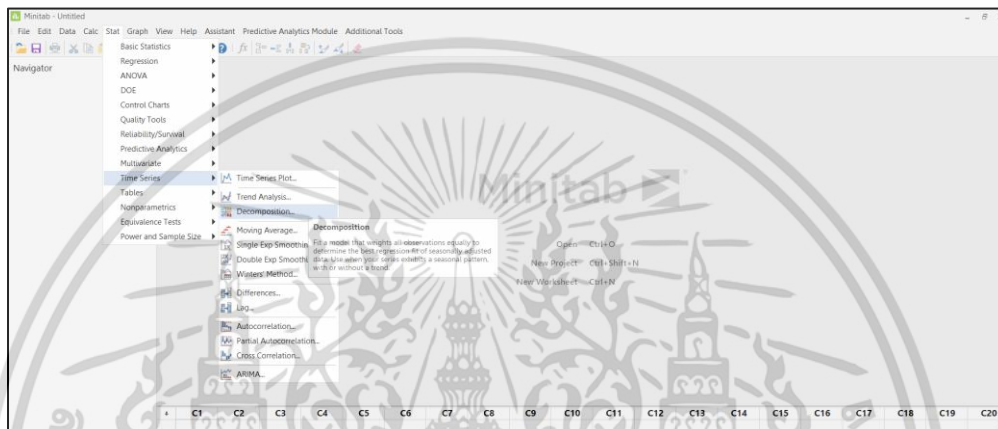 Minitab - Untitled
File Edit Data Calc Stat Graph View Help Assistant Predictive Analytics Module Additional Tools
Navigator
Basic Statistics
Regression
ANOVA
DOE
Control Charts
Quality Tools
Reliability/Survival
Predictive Analytics
Multivariate
Time Series
Tables
Nonparametrics
Equivalence Tests
Power and Sample Size
Time Series Plot...
Trend Analysis...
Decomposition...
Moving Average...
Single Exp Smoothin
Double Exp Smoothi
Winters' Method...
Differences...
Lag...
Autocorrelation...
Partial Autocorrelation...
Cross Correlation...
ARIMA...
Decomposition
Fit a model that weights all observations equally to
determine the best regression fit of seasonally adjusted
data. Use when your series exhibits a seasonal pattern,
with or without a trend.
Minitab
Open Ctrl+O
New Project Ctrl+Shift+N
New Worksheet Ctrl+N
C1 C2 C3 C4 C5 C6 C7 C8 C9 C10 C11 C12 C13 C14 C15 C16 C17 C18 C19 C20